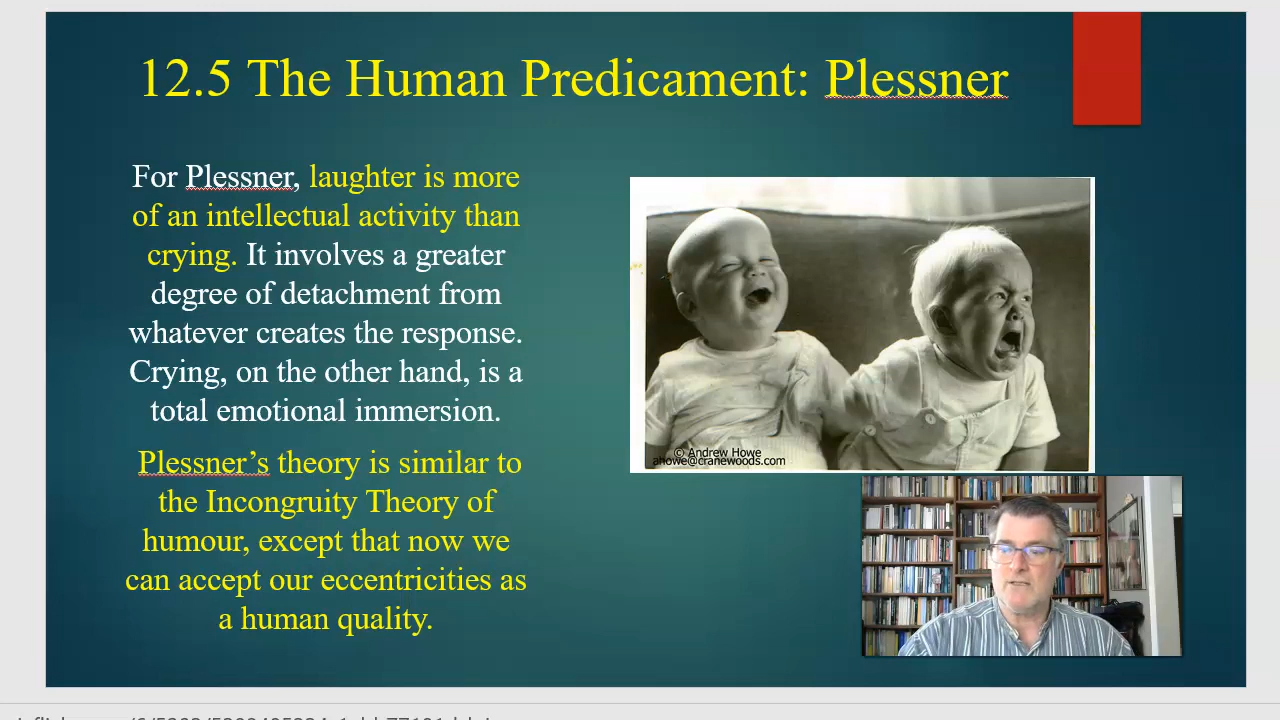 12.5 The Human Predicament: Plessner
For Plessner, laughter is more
of an intellectual activity than
crying. It involves a greater
degree of detachment from
whatever creates the response.
Crying, on the other hand, is a
total emotional immersion.
Plessner's theory is similar to
the Incongruity Theory of
humour, except that now we
can accept our eccentricities as
a human quality.
© Andrew Howe
ahowe@cranewoods.com